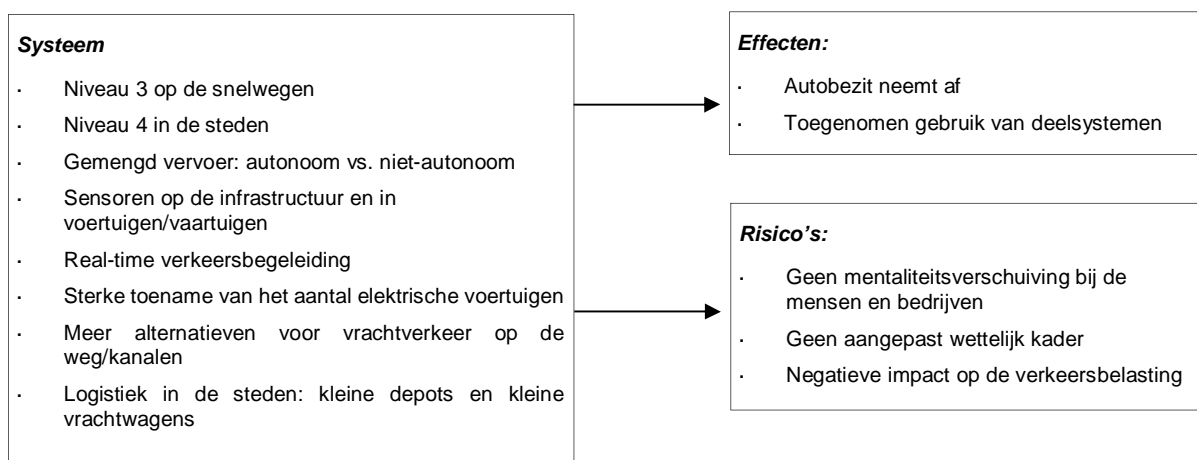 Systeem
· Niveau 3 op de snelwegen
· Niveau 4 in de steden
· Gemengd vervoer: autonoom vs. niet-autonoom
· Sensoren op de infrastructuur en in
voertuigen/vaartuigen
· Real-time verkeersbegeleiding
· Sterke toename van het aantal elektrische voertuigen
· Meer alternatieven voor vrachtverkeer op de
weg/kanalen
· Logistiek in de steden: kleine depots en kleine
vrachtwagens
Effecten:
· Autobezit neemt af
· Toegenomen gebruik van deelsystemen
Risico's:
· Geen mentaliteitsverschuiving bij de
mensen en bedrijven
· Geen aangepast wettelijk kader
· Negatieve impact op de verkeersbelasting